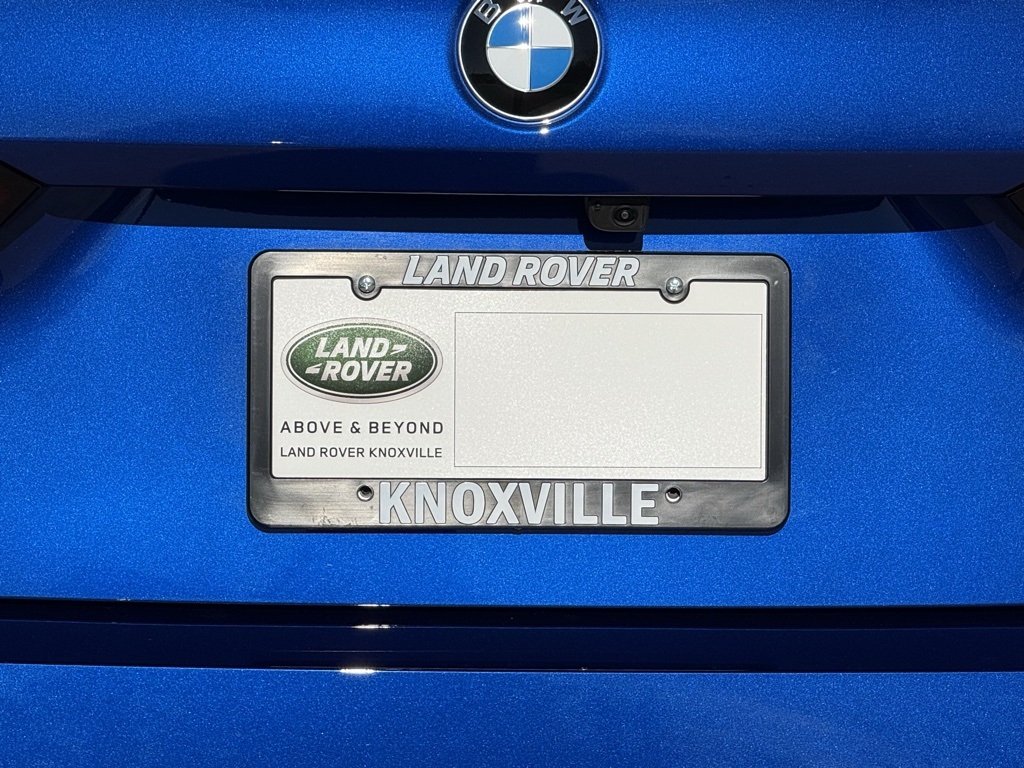 BMW
LAND ROVER
LAND
ROVER
ABOVE & BEYOND
LAND ROVER KNOXVILLE
KNOXVILLE